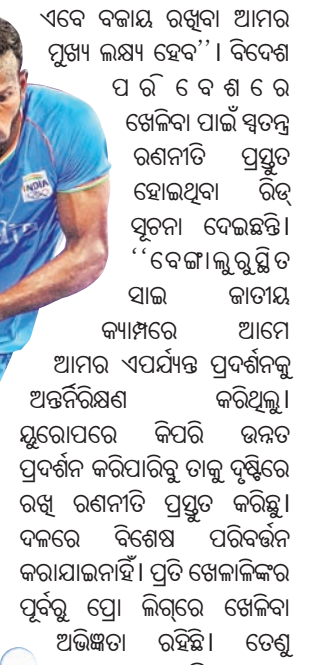 ଏବେ ବଜାୟ ରଖିବା ଆମର
ମୁଖ୍ୟ ଲକ୍ଷ୍ୟ ହେବ’’। ବିଦେଶ
ପରିବେଶରେ
ଖେଳିବା ପାଇଁ ସ୍ୱତନ୍ତ୍ର
ରଣନୀତି ପ୍ରସ୍ତୁତ
ହୋଇଥିବା ରିଡ୍
ସୂଚନା ଦେଇଛନ୍ତି।
‘‘ବେଙ୍ଗାଲୁରୁସ୍ଥିତ
ସାଇ ଜାତୀୟ
କ୍ୟାମ୍ପରେ ଆମେ
ଆମର ଏପର୍ଯ୍ୟନ୍ତ ପ୍ରଦର୍ଶନକୁ
ଅନ୍ତର୍ନିରିକ୍ଷଣ କରିଥିଲୁ।
ୟୁରୋପରେ କିପରି ଉନ୍ନତ
ପ୍ରଦର୍ଶନ କରିପାରିବୁ ତାକୁ ଦୃଷ୍ଟିରେ
ରଖି ରଣନୀତି ପ୍ରସ୍ତୁତ କରିଛୁ।
ଦଳରେ ବିଶେଷ ପରିବର୍ତ୍ତନ
କରାଯାଇନାହିଁ। ପ୍ରତି ଖେଳାଳିଙ୍କର
ପୂର୍ବରୁ ପ୍ରୋ ଲିଗ୍‌ରେ ଖେଳିବା
ଅଭିଜ୍ଞତା ରହିଛି। ତେଣୁ
INDIA